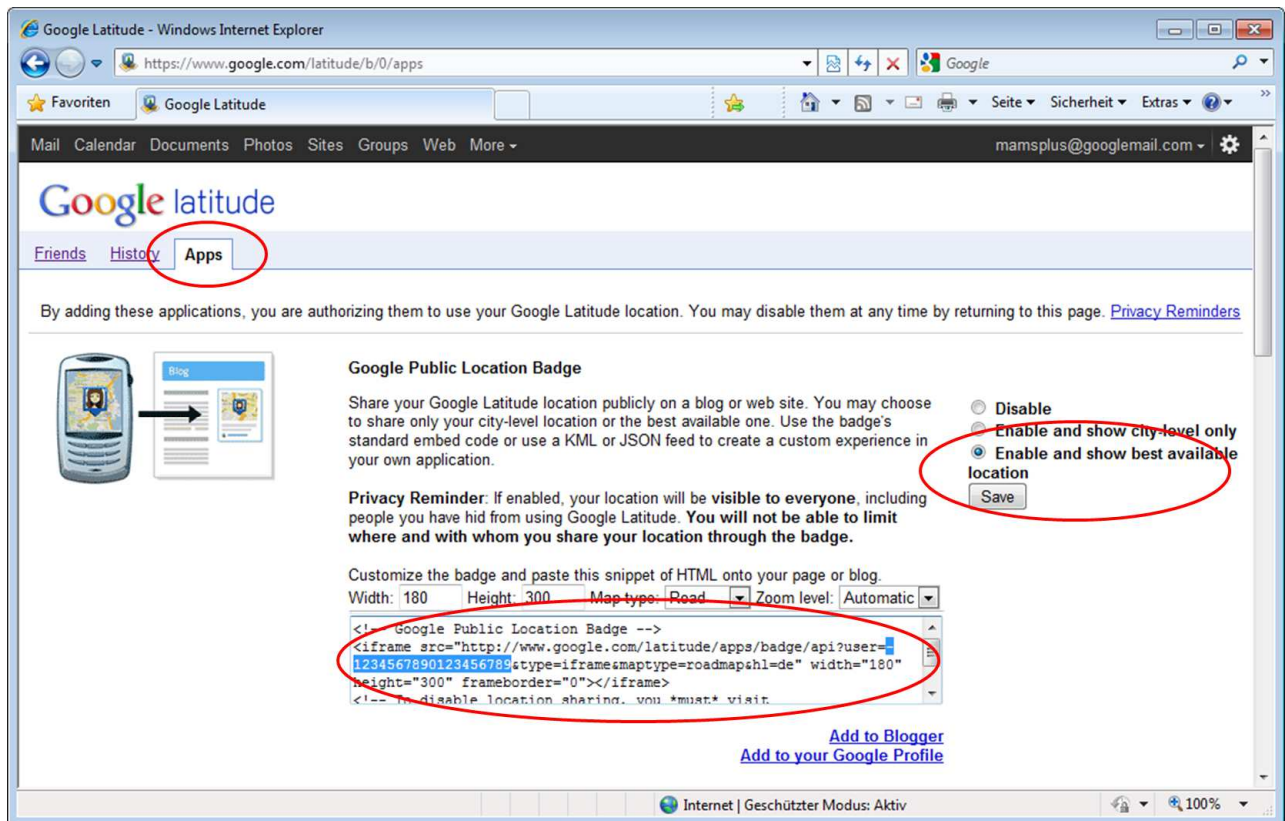 Google Latitude - Windows Internet Explorer
https://www.google.com/latitude/b/0/apps
Google
Favoriten
Google Latitude
Seite
Sicherheit
Extras
Mail Calendar Documents Photos Sites Groups Web More
mamsplus@googlemail.com
Google latitude
Friends History Apps
By adding these applications, you are authorizing them to use your Google Latitude location. You may disable them at any time by returning to this page. Privacy Reminders
Blog
Google Public Location Badge
Share your Google Latitude location publicly on a blog or web site. You may choose
to share only your city-level location or the best available one. Use the badge's
standard embed code or use a KML or JSON feed to create a custom experience in
your own application.
Privacy Reminder: If enabled, your location will be visible to everyone, including
people you have hid from using Google Latitude. You will not be able to limit
where and with whom you share your location through the badge.
Disable
Enable and show city-level only
Enable and show best available
location
Save
Customize the badge and paste this snippet of HTML onto your page or blog.
Width: 180 Height: 300 Map type: Road Zoom level: Automatic
<!-- Google Public Location Badge -->
<iframe src="http://www.google.com/latitude/apps/badge/api?user=-
1234567890123456789&type=iframe&maptype=roadmap&hl=de" width="180"
height="300" frameborder="0"></iframe>
<!-- To disable location sharing, you *must* visit
Add to Blogger
Add to your Google Profile
Internet | Geschützter Modus: Aktiv
100%